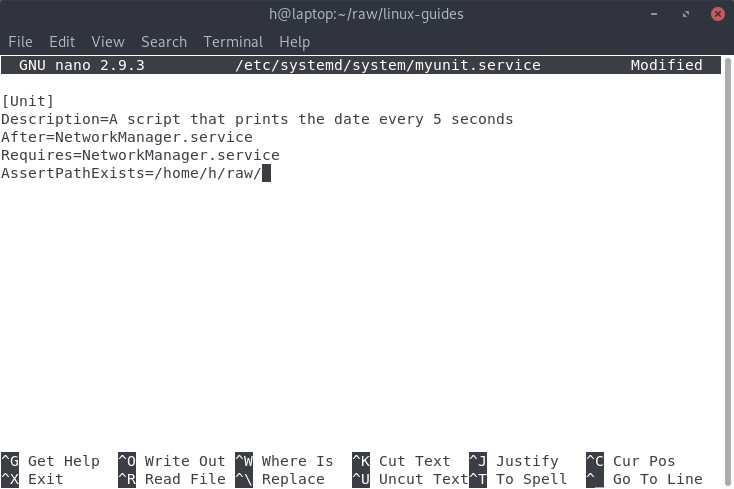 h@laptop:~/raw/linux-guides
File Edit View Search Terminal Help
GNU nano 2.9.3 /etc/systemd/system/myunit.service Modified
[Unit]
Description=A script that prints the date every 5 seconds
After=NetworkManager.service
Requires=NetworkManager.service
AssertPathExists=/home/h/raw/
^G Get Help ^O Write Out ^W Where Is ^K Cut Text ^J Justify ^C Cur Pos
^X Exit ^R Read File ^\ Replace ^U Uncut Text ^T To Spell ^_ Go To Line